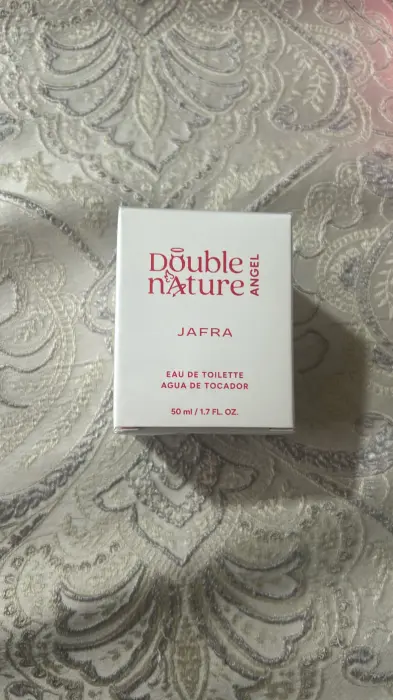 Double
nAture
ANGEL
JAFRA
EAU DE TOILETTE
AGUA DE TOCADOR
50 ml / 1.7 FL. OZ.